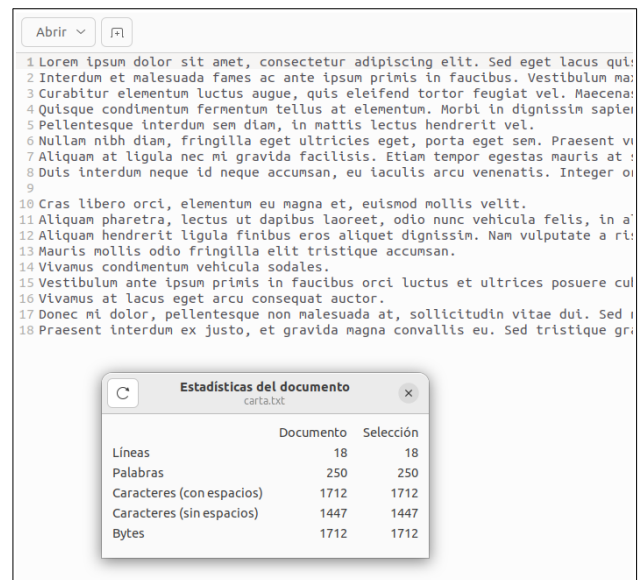 Abrir
1 Lorem ipsum dolor sit amet, consectetur adipiscing elit. Sed eget lacus quis
2 Interdum et malesuada fames ac ante ipsum primis in faucibus. Vestibulum
3 Curabitur elementum luctus augue, quis eleifend tortor feugiat vel.
4 Quisque condimentum fermentum tellus at elementum. Morbi in dignissim
5 Pellentesque interdum sem diam, in mattis lectus hendrerit vel.
6 Nullam nibh diam, fringilla eget ultricies eget, porta eget sem. Praesent
7 Aliquam at ligula nec mi gravida facilisis. Etiam tempor egestas mauris at
8 Duis interdum neque id neque accumsan, eu iaculis arcu venenatis. Integer
9
10 Cras libero orci, elementum eu magna et, euismod mollis velit.
11 Aliquam pharetra, lectus ut dapibus laoreet, odio nunc vehicula felis, in
12 Aliquam hendrerit ligula finibus eros aliquet dignissim. Nam vulputate a
13 Mauris mollis odio fringilla elit tristique accumsan.
14 Vivamus condimentum vehicula sodales.
15 Vestibulum ante ipsum primis in faucibus orci luctus et ultrices posuere
16 Vivamus at lacus eget arcu consequat auctor.
17 Donec mi dolor, pellentesque non malesuada at, sollicitudin vitae dui. Sed
18 Praesent interdum ex justo, et gravida magna convallis eu. Sed tristique
Estadísticas del documento
carta.txt
Documento Selección
Líneas 18 18
Palabras 250 250
Caracteres (con espacios) 1712 1712
Caracteres (sin espacios) 1447 1447
Bytes 1712 1712